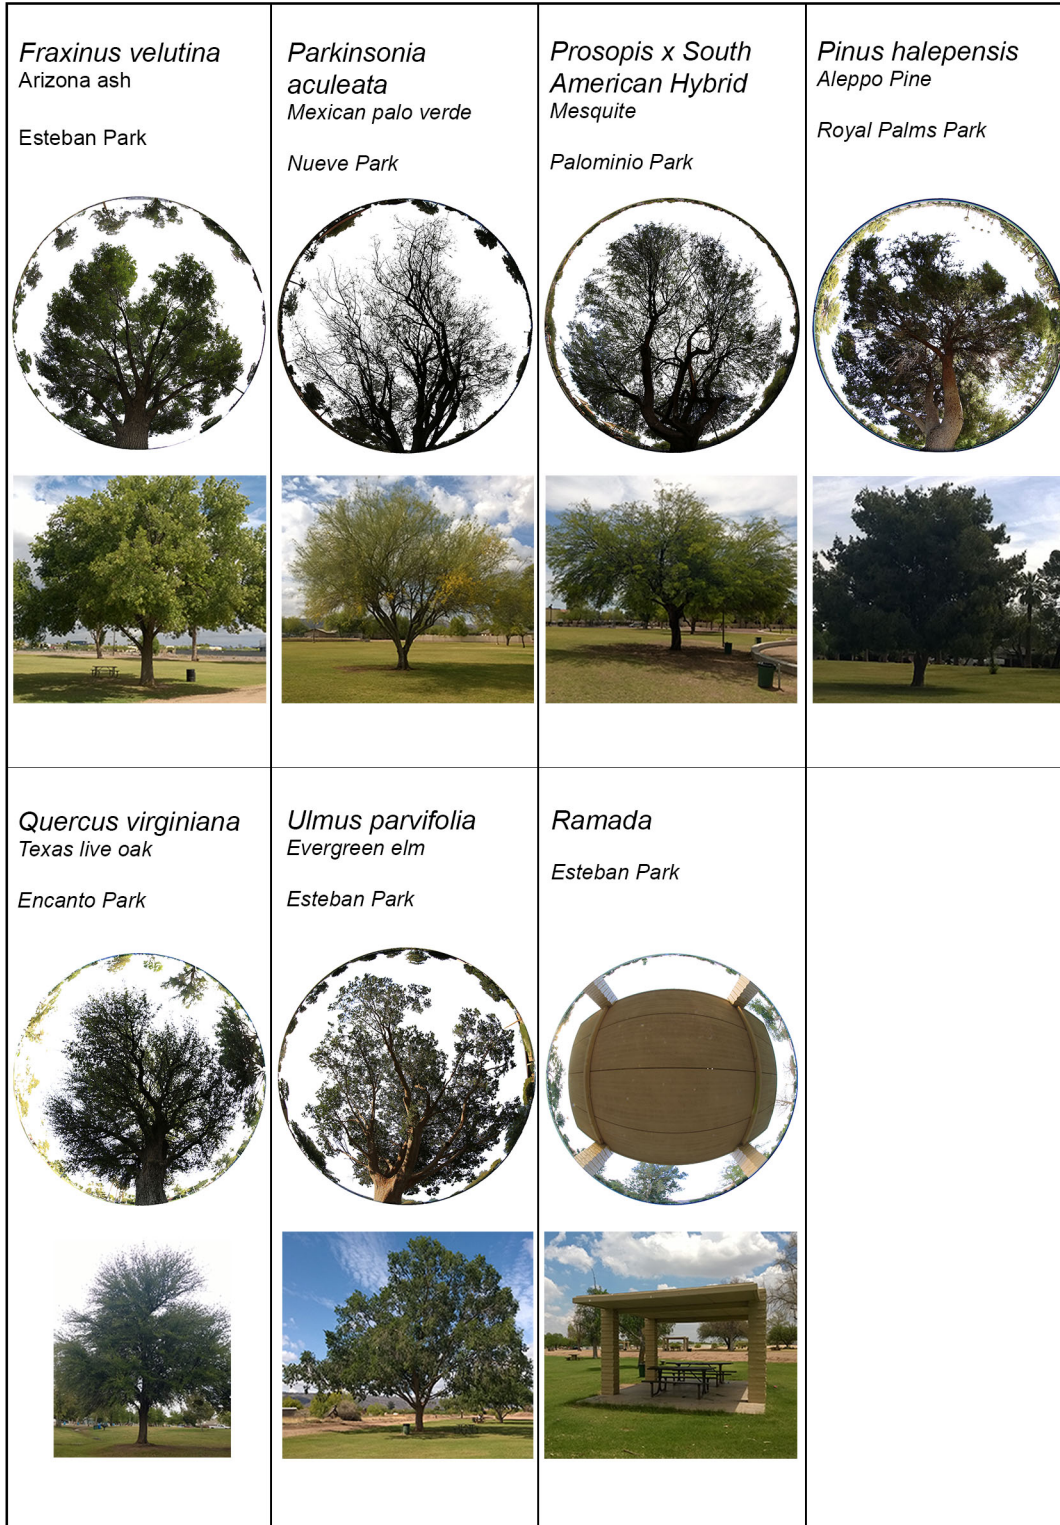 Fraxinus velutina
Arizona ash
Esteban Park
Parkinsonia
aculeata
Mexican palo verde
Nueve Park
Prosopis x South
American Hybrid
Mesquite
Palominio Park
Pinus halepensis
Aleppo Pine
Royal Palms Park
Quercus virginiana
Texas live oak
Encanto Park
Ulmus parvifolia
Evergreen elm
Esteban Park
Ramada
Esteban Park